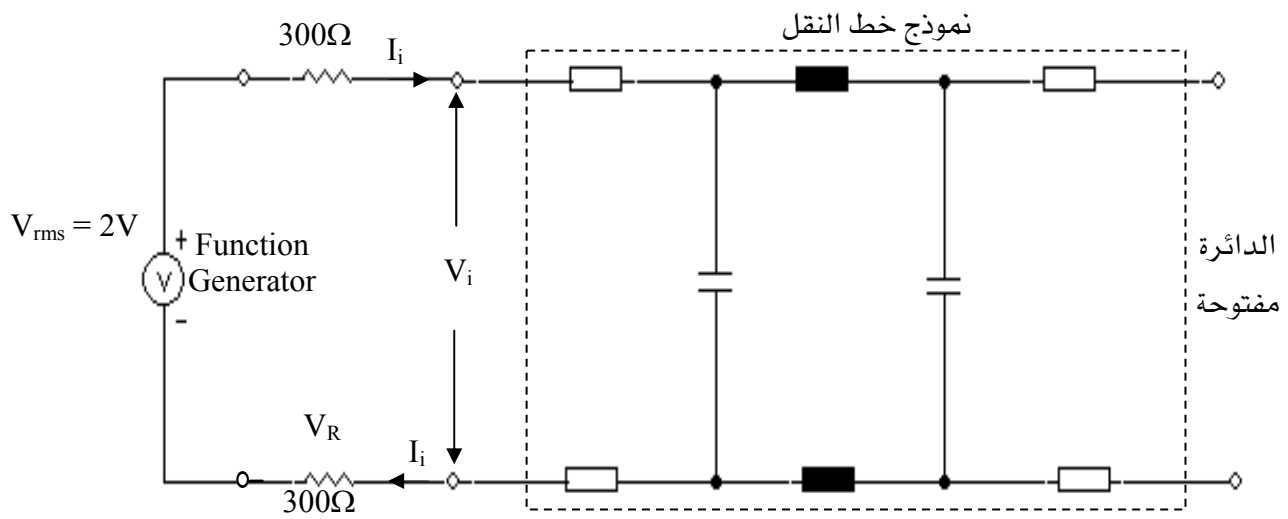 نموذج خط النقل
300Ω
Iᵢ
Vrms = 2V
+
Function
Generator
V
-
Vᵢ
الدائرة
مفتوحة
VR
Iᵢ
300Ω